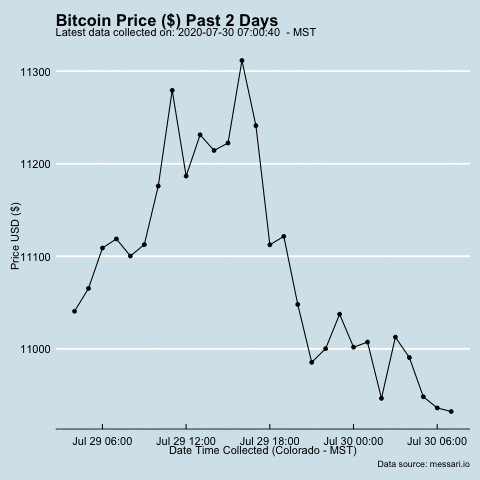 Bitcoin Price ($) Past 2 Days
Latest data collected on: 2020-07-30 07:00:40 - MST
11300
11200
11100
11000
Price USD ($)
Jul 29 06:00 Jul 29 12:00 Jul 29 18:00 Jul 30 00:00 Jul 30 06:00
Date Time Collected (Colorado - MST)
Data source: messari.io